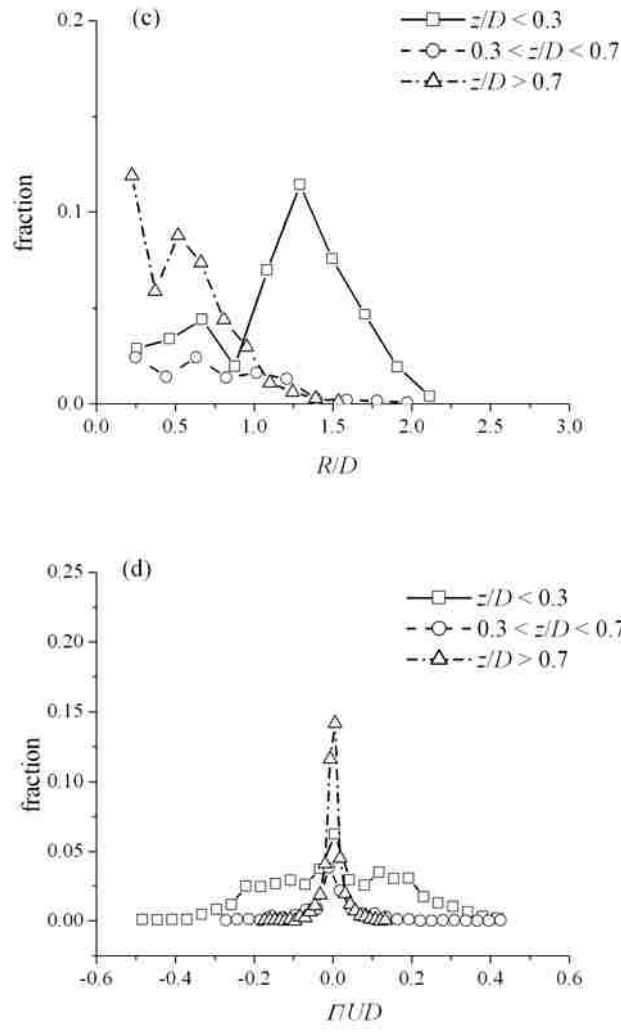 (c)
z/D < 0.3
0.3 < z/D < 0.7
z/D > 0.7
0.2
0.1
0.0
fraction
0.0 0.5 1.0 1.5 2.0 2.5 3.0
R/D
(d)
z/D < 0.3
0.3 < z/D < 0.7
z/D > 0.7
0.25
0.20
0.15
0.10
0.05
0.00
fraction
-0.6 -0.4 -0.2 0.0 0.2 0.4 0.6
Γ/UD